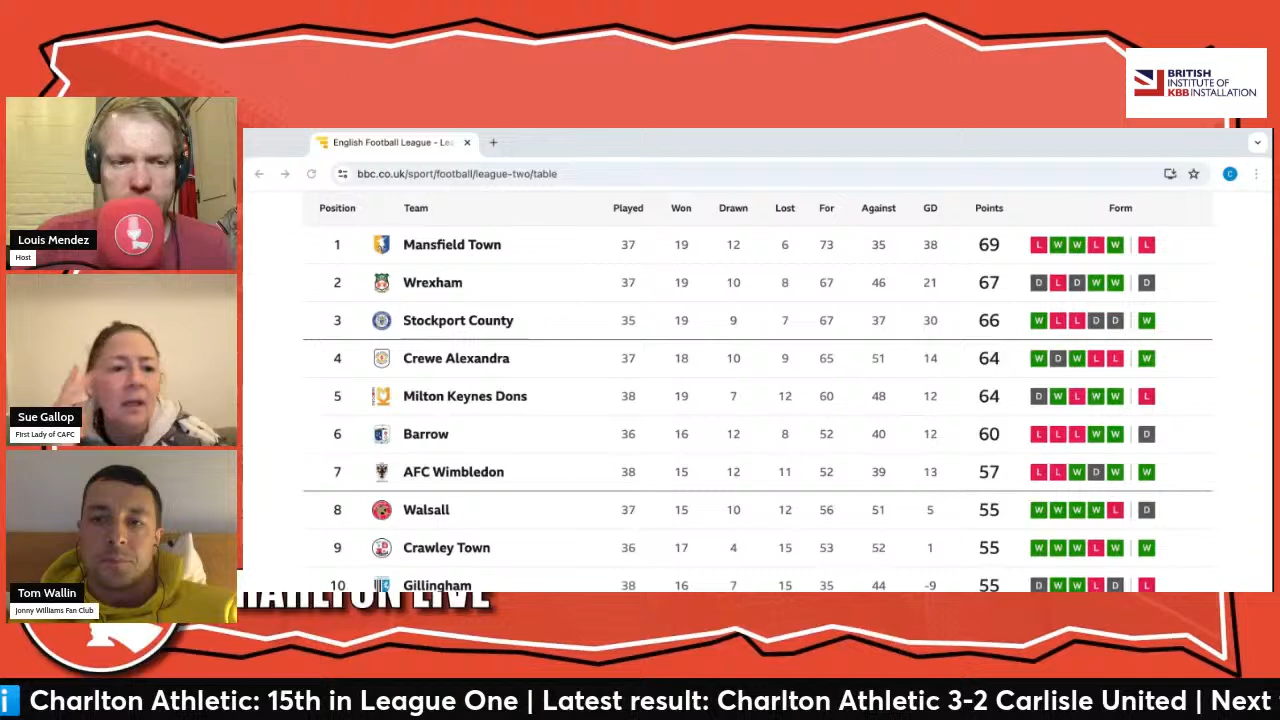 BRITISH
INSTITUTE OF
KBB INSTALLATION
English Football League - Lea
bbc.co.uk/sport/football/league-two/table
C
Position Team Played Won Drawn Lost For Against GD Points Form
1 Mansfield Town 37 19 12 6 73 35 38 69 L W W L W L
2 Wrexham 37 19 10 8 67 46 21 67 D L D W W D
3 Stockport County 35 19 9 7 67 37 30 66 W L L D D W
4 Crewe Alexandra 37 18 10 9 65 51 14 64 W D W L L W
5 Milton Keynes Dons 38 19 7 12 60 48 12 64 D W L W W L
6 Barrow 36 16 12 8 52 40 12 60 L L L W W D
7 AFC Wimbledon 38 15 12 11 52 39 13 57 L L W D W W
8 Walsall 37 15 10 12 56 51 5 55 W W W W L D
9 Crawley Town 36 17 4 15 53 52 1 55 W W W L W W
10 Gillingham 38 16 7 15 35 44 -9 55 D W W L D L
Louis Mendez
Host
Sue Gallop
First Lady of CAFC
Tom Wallin
Jonny Williams Fan Club
CHARLTON LIVE
i Charlton Athletic: 15th in League One | Latest result: Charlton Athletic 3-2 Carlisle United | Next